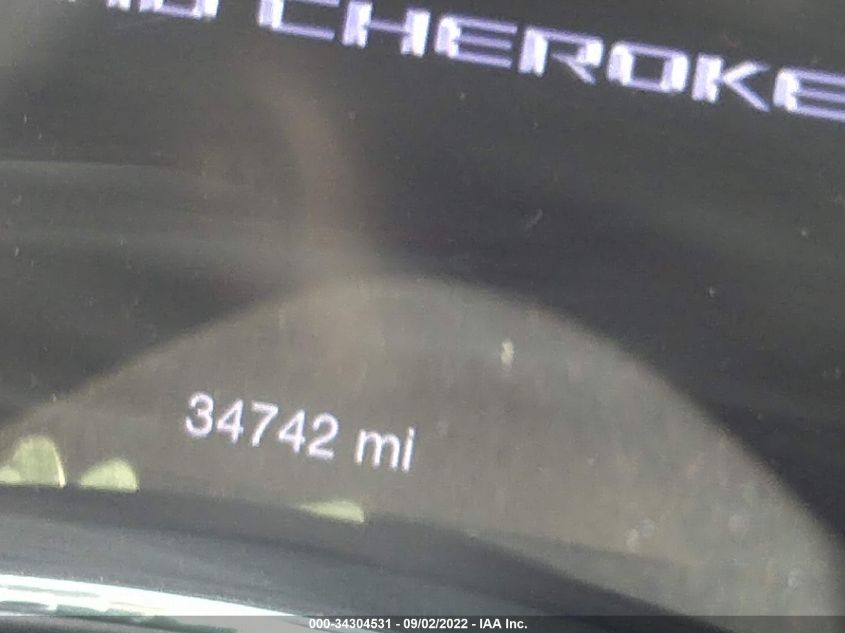 CHEROKE
34742 mi
000-34304531 - 09/02/2022 - IAA Inc.